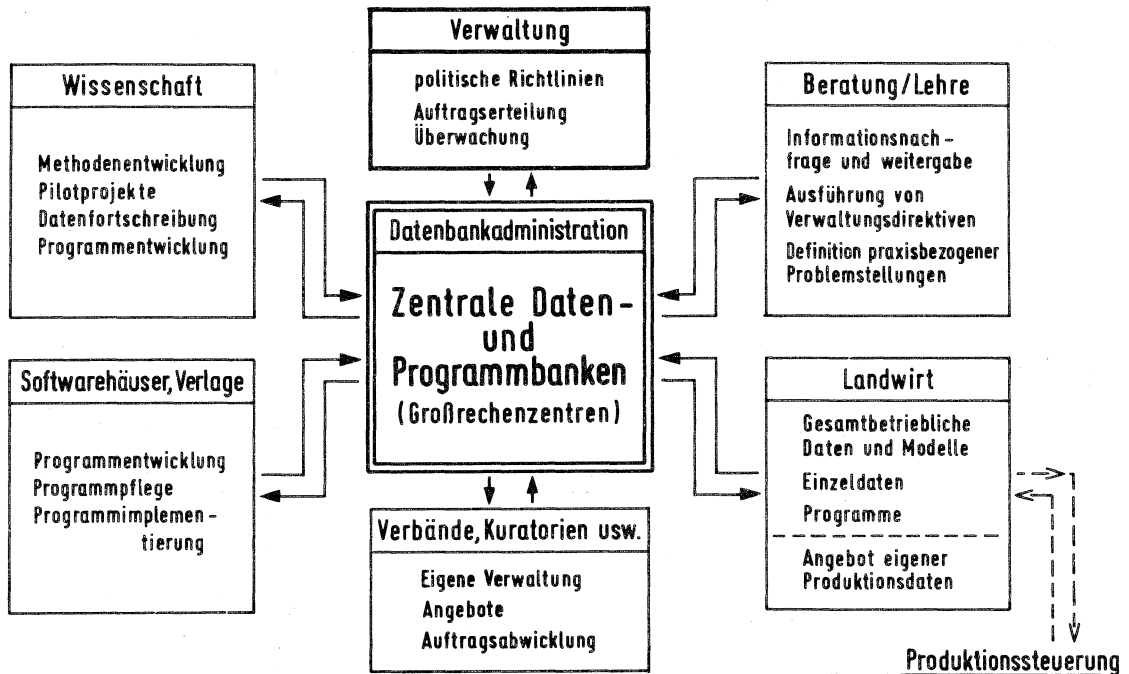 Verwaltung
politische Richtlinien
Auftragserteilung
Überwachung
Wissenschaft
Methodenentwicklung
Pilotprojekte
Datenfortschreibung
Programmentwicklung
Beratung/Lehre
Informationsnach-
frage und weitergabe
Ausführung von
Verwaltungsdirektiven
Definition praxisbezogener
Problemstellungen
Datenbankadministration
Zentrale Daten-
und
Programmbanken
(Großrechenzentren)
Softwarehäuser, Verlage
Programmentwicklung
Programmpflege
Programmimplemen-
tierung
Landwirt
Gesamtbetriebliche
Daten und Modelle
Einzeldaten
Programme
Angebot eigener
Produktionsdaten
Verbände, Kuratorien usw.
Eigene Verwaltung
Angebote
Auftragsabwicklung
Produktionssteuerung